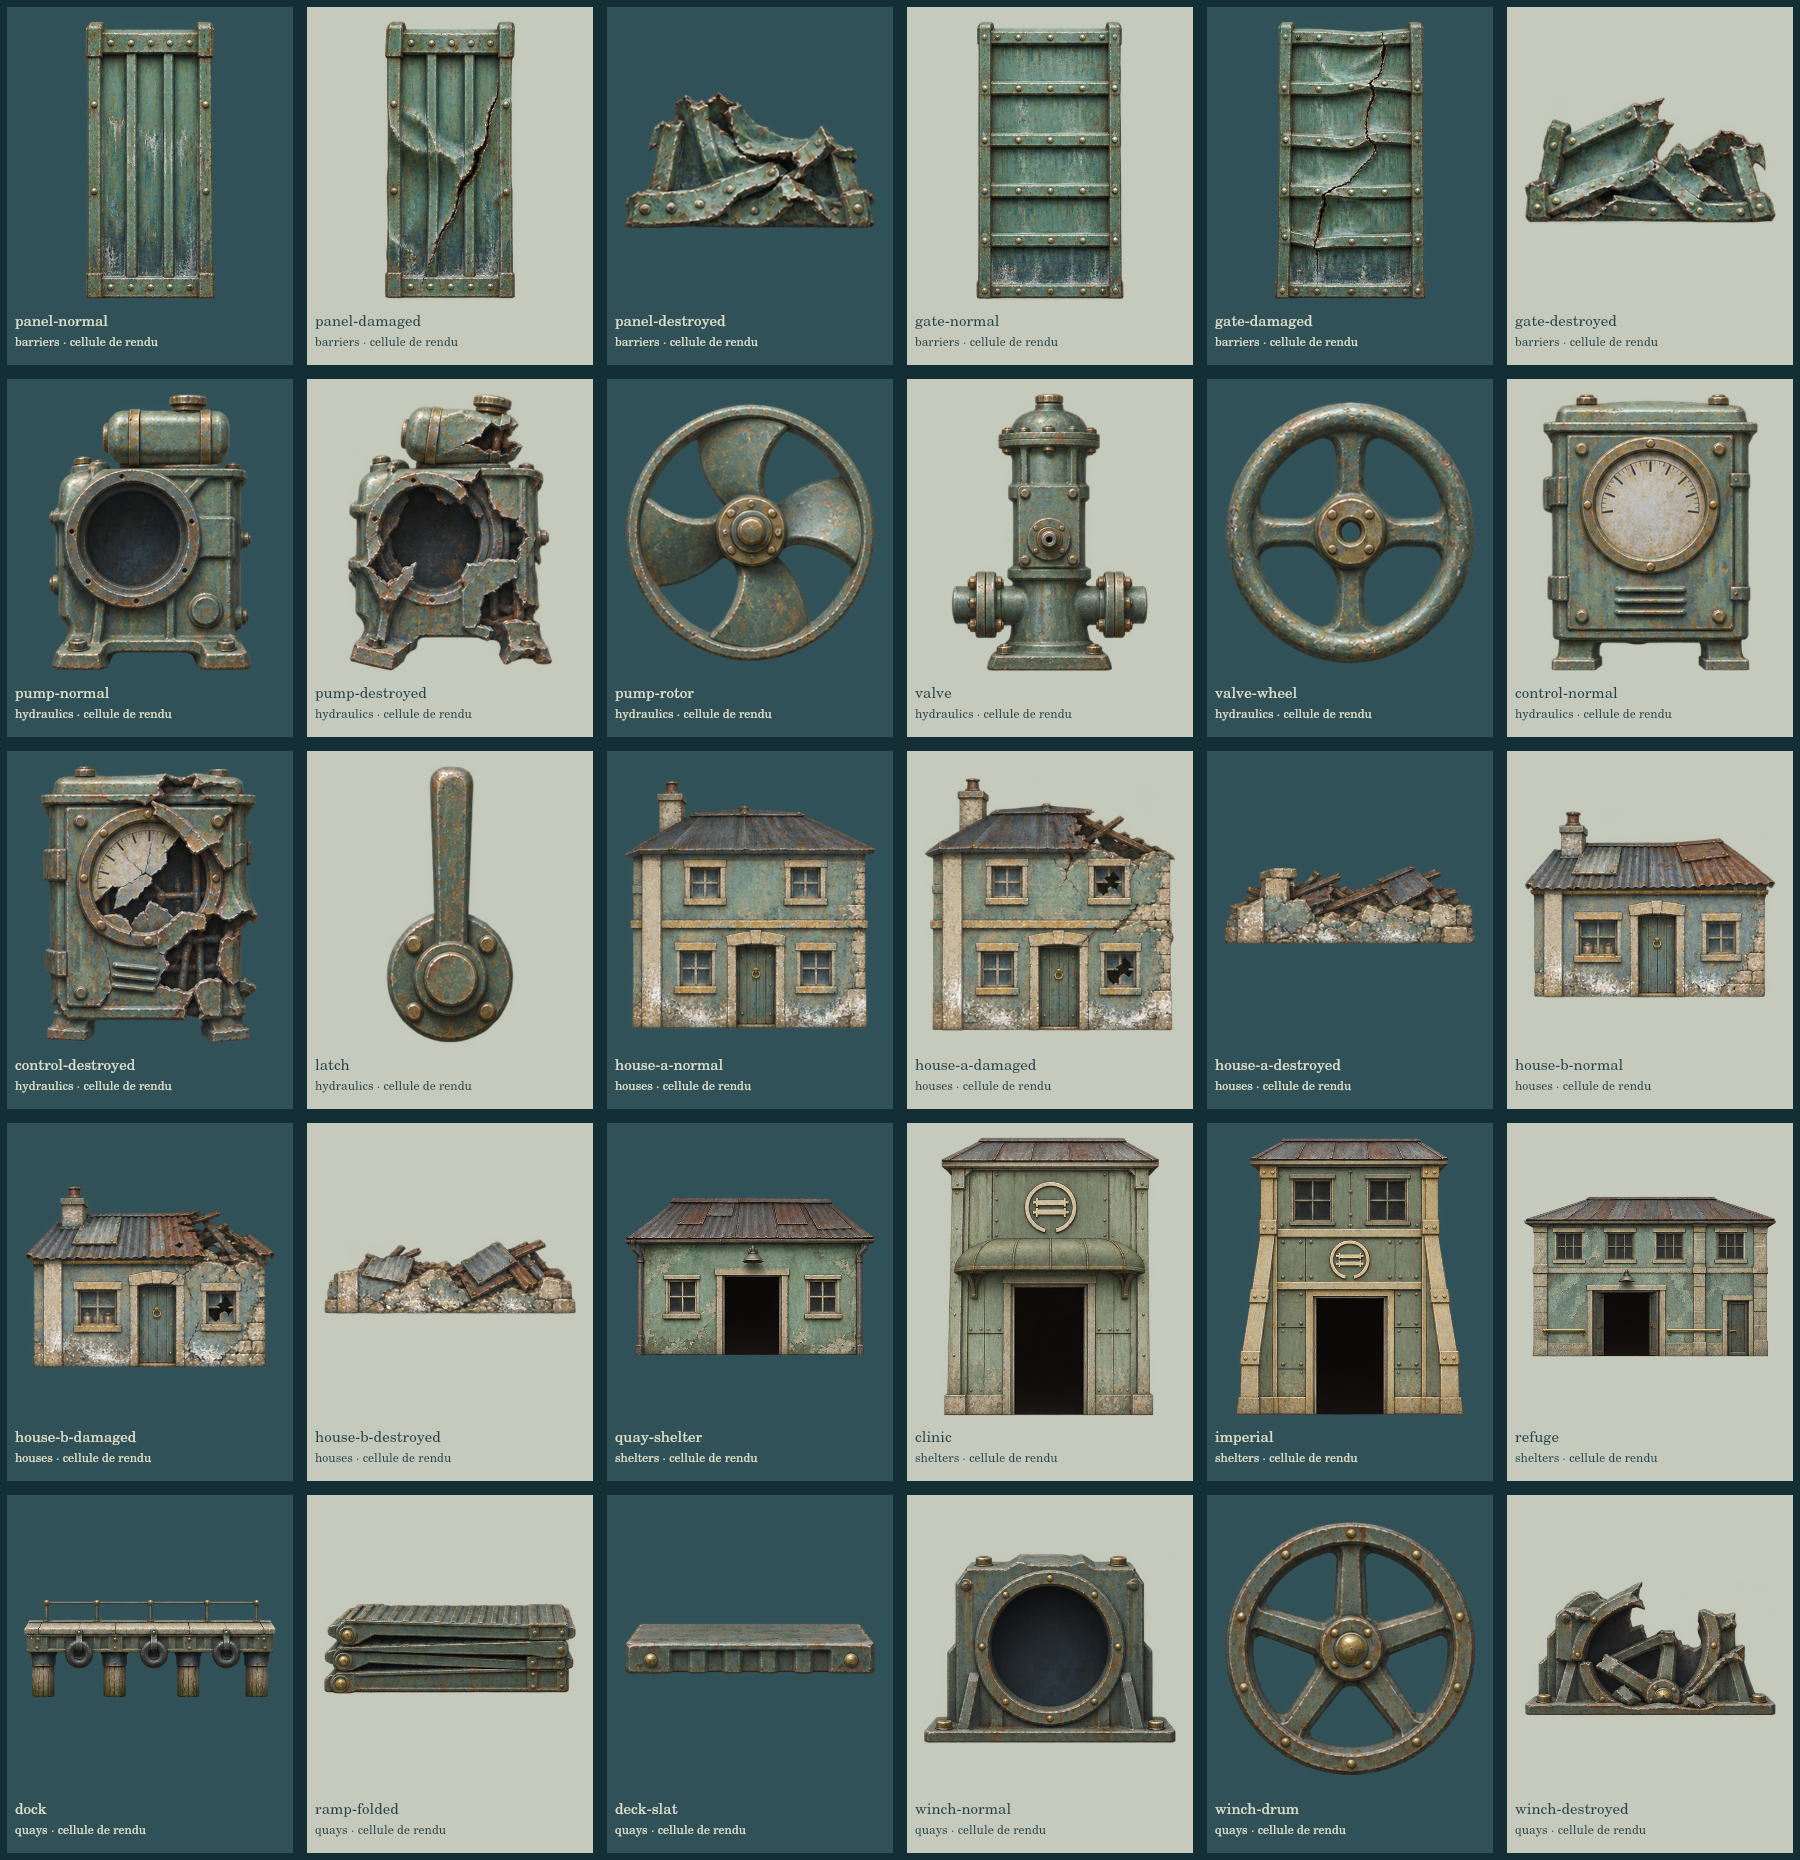 panel-normal
barriers · cellule de rendu
panel-damaged
barriers · cellule de rendu
panel-destroyed
barriers · cellule de rendu
gate-normal
barriers · cellule de rendu
gate-damaged
barriers · cellule de rendu
gate-destroyed
barriers · cellule de rendu
pump-normal
hydraulics · cellule de rendu
pump-destroyed
hydraulics · cellule de rendu
pump-rotor
hydraulics · cellule de rendu
valve
hydraulics · cellule de rendu
valve-wheel
hydraulics · cellule de rendu
control-normal
hydraulics · cellule de rendu
control-destroyed
hydraulics · cellule de rendu
latch
hydraulics · cellule de rendu
house-a-normal
houses · cellule de rendu
house-a-damaged
houses · cellule de rendu
house-a-destroyed
houses · cellule de rendu
house-b-normal
houses · cellule de rendu
house-b-damaged
houses · cellule de rendu
house-b-destroyed
houses · cellule de rendu
quay-shelter
shelters · cellule de rendu
clinic
shelters · cellule de rendu
imperial
shelters · cellule de rendu
refuge
shelters · cellule de rendu
dock
quays · cellule de rendu
ramp-folded
quays · cellule de rendu
deck-slat
quays · cellule de rendu
winch-normal
quays · cellule de rendu
winch-drum
quays · cellule de rendu
winch-destroyed
quays · cellule de rendu